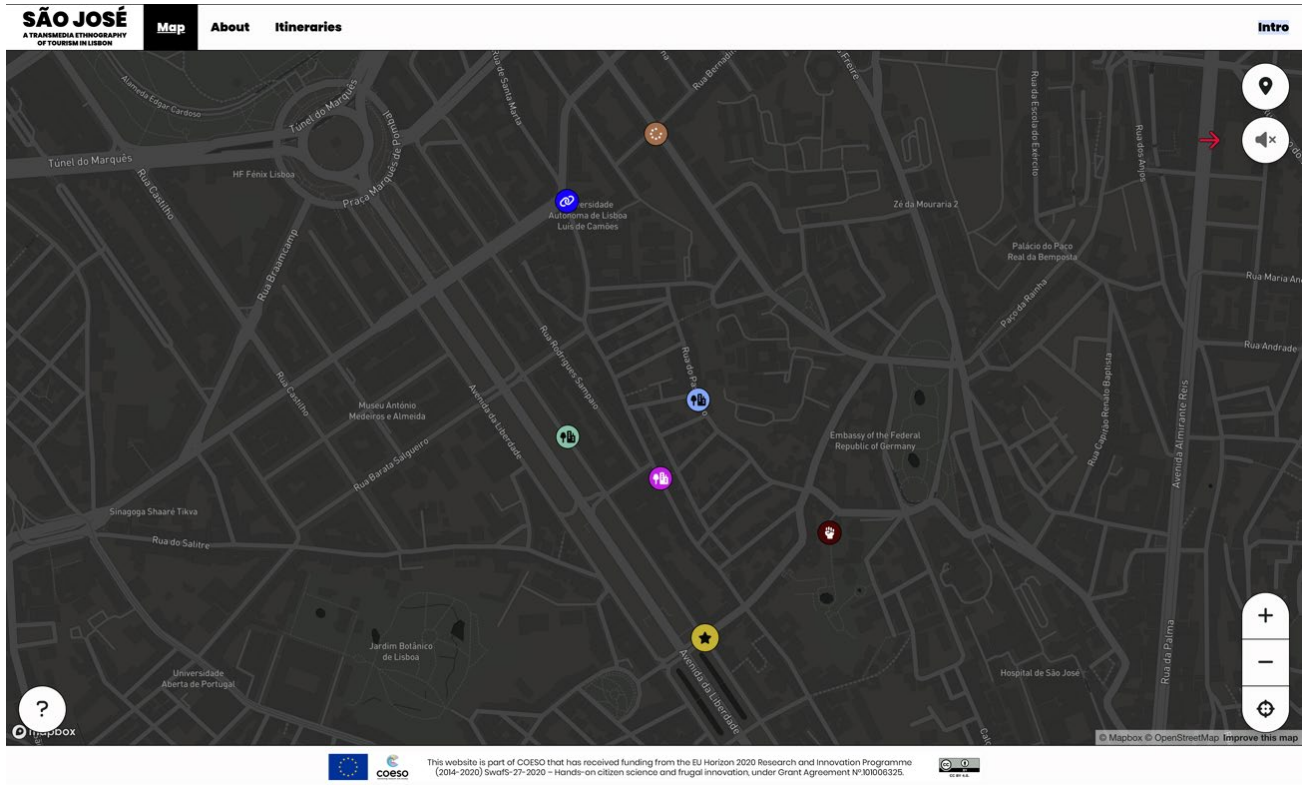 SÃO JOSÉ
A TRANSMEDIA ETHNOGRAPHY
OF TOURISM IN LISBON
Map
About
Itineraries
Intro
Alameda Edgar Cardoso
Rua de Santa Marta
Túnel do Marquês
Túnel do Marquês
Praça Marquês de Pombal
HF Fénix Lisboa
Rua Castilho
Rua Braamcamp
Autónoma de Lisboa
Luís de Camões
Freire
Rua da Escola do Exército
Rua dos Anjos
Zé da Mouraria 2
Palácio do Paço
Real da Bemposta
Paço da Rainha
Rua Andrade
Rua Rodrigues Sampaio
Rua Castilho
Museu António
Medeiros e Almeida
Avenida da Liberdade
Rua Barata Salgueiro
Embassy of the Federal
Republic of Germany
Rua Capitão Renato Baptista
Avenida Almirante Reis
Sinagoga Shaaré Tikva
Rua do Salitre
Jardim Botânico
de Lisboa
Universidade
Aberta de Portugal
Avenida da Liberdade
Hospital de São José
Rua da Palma
+
−
?
mapbox
© Mapbox © OpenStreetMap Improve this map
coeso
This website is part of COESO that has received funding from the EU Horizon 2020 Research and Innovation Programme
(2014-2020) SwafS-27-2020 – Hands-on citizen science and frugal innovation, under Grant Agreement Nº.101006325.
CC BY 4.0.